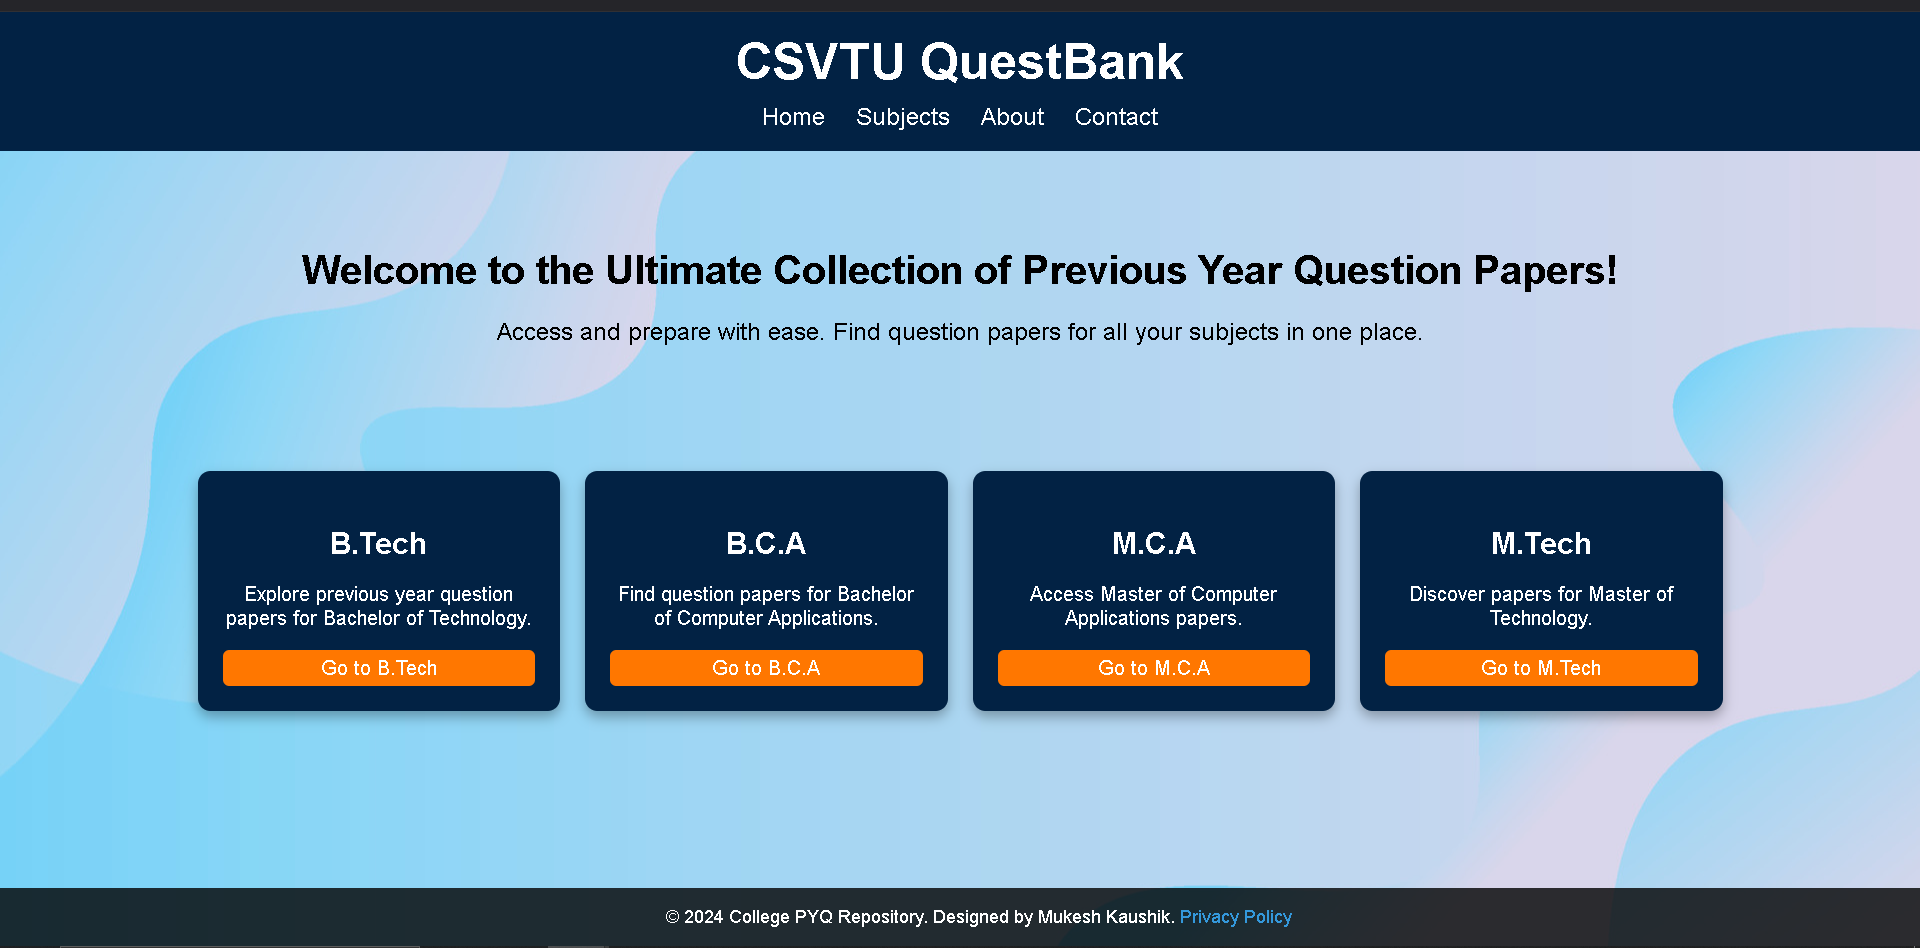 CSVTU QuestBank
Home Subjects About Contact
Welcome to the Ultimate Collection of Previous Year Question Papers!
Access and prepare with ease. Find question papers for all your subjects in one place.
B.Tech
Explore previous year question
papers for Bachelor of Technology.
Go to B.Tech
B.C.A
Find question papers for Bachelor
of Computer Applications.
Go to B.C.A
M.C.A
Access Master of Computer
Applications papers.
Go to M.C.A
M.Tech
Discover papers for Master of
Technology.
Go to M.Tech
© 2024 College PYQ Repository. Designed by Mukesh Kaushik. Privacy Policy